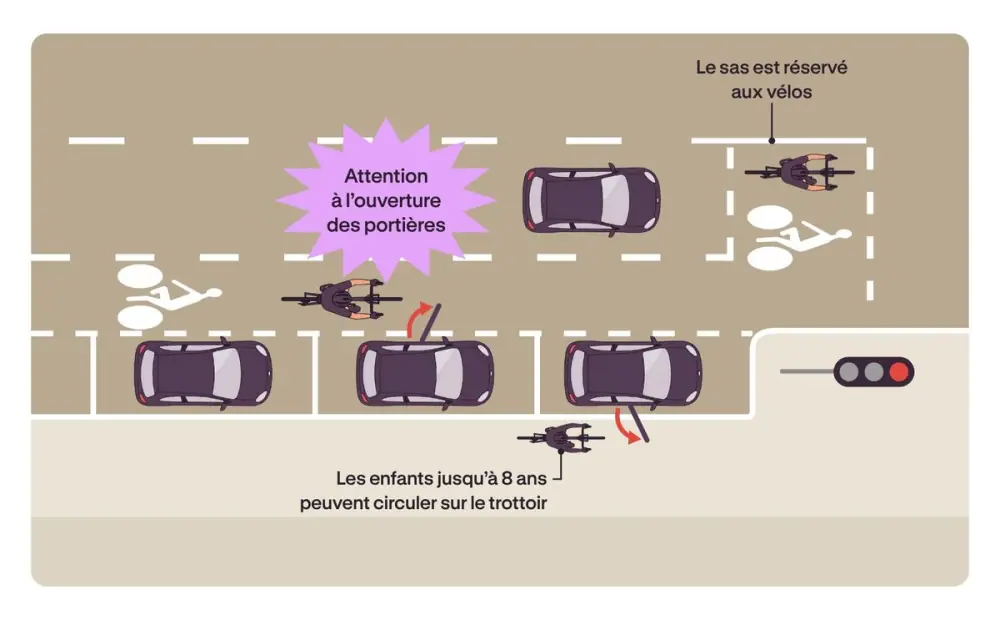 Le sas est réservé
aux vélos
Attention
à l’ouverture
des portières
Les enfants jusqu’à 8 ans
peuvent circuler sur le trottoir